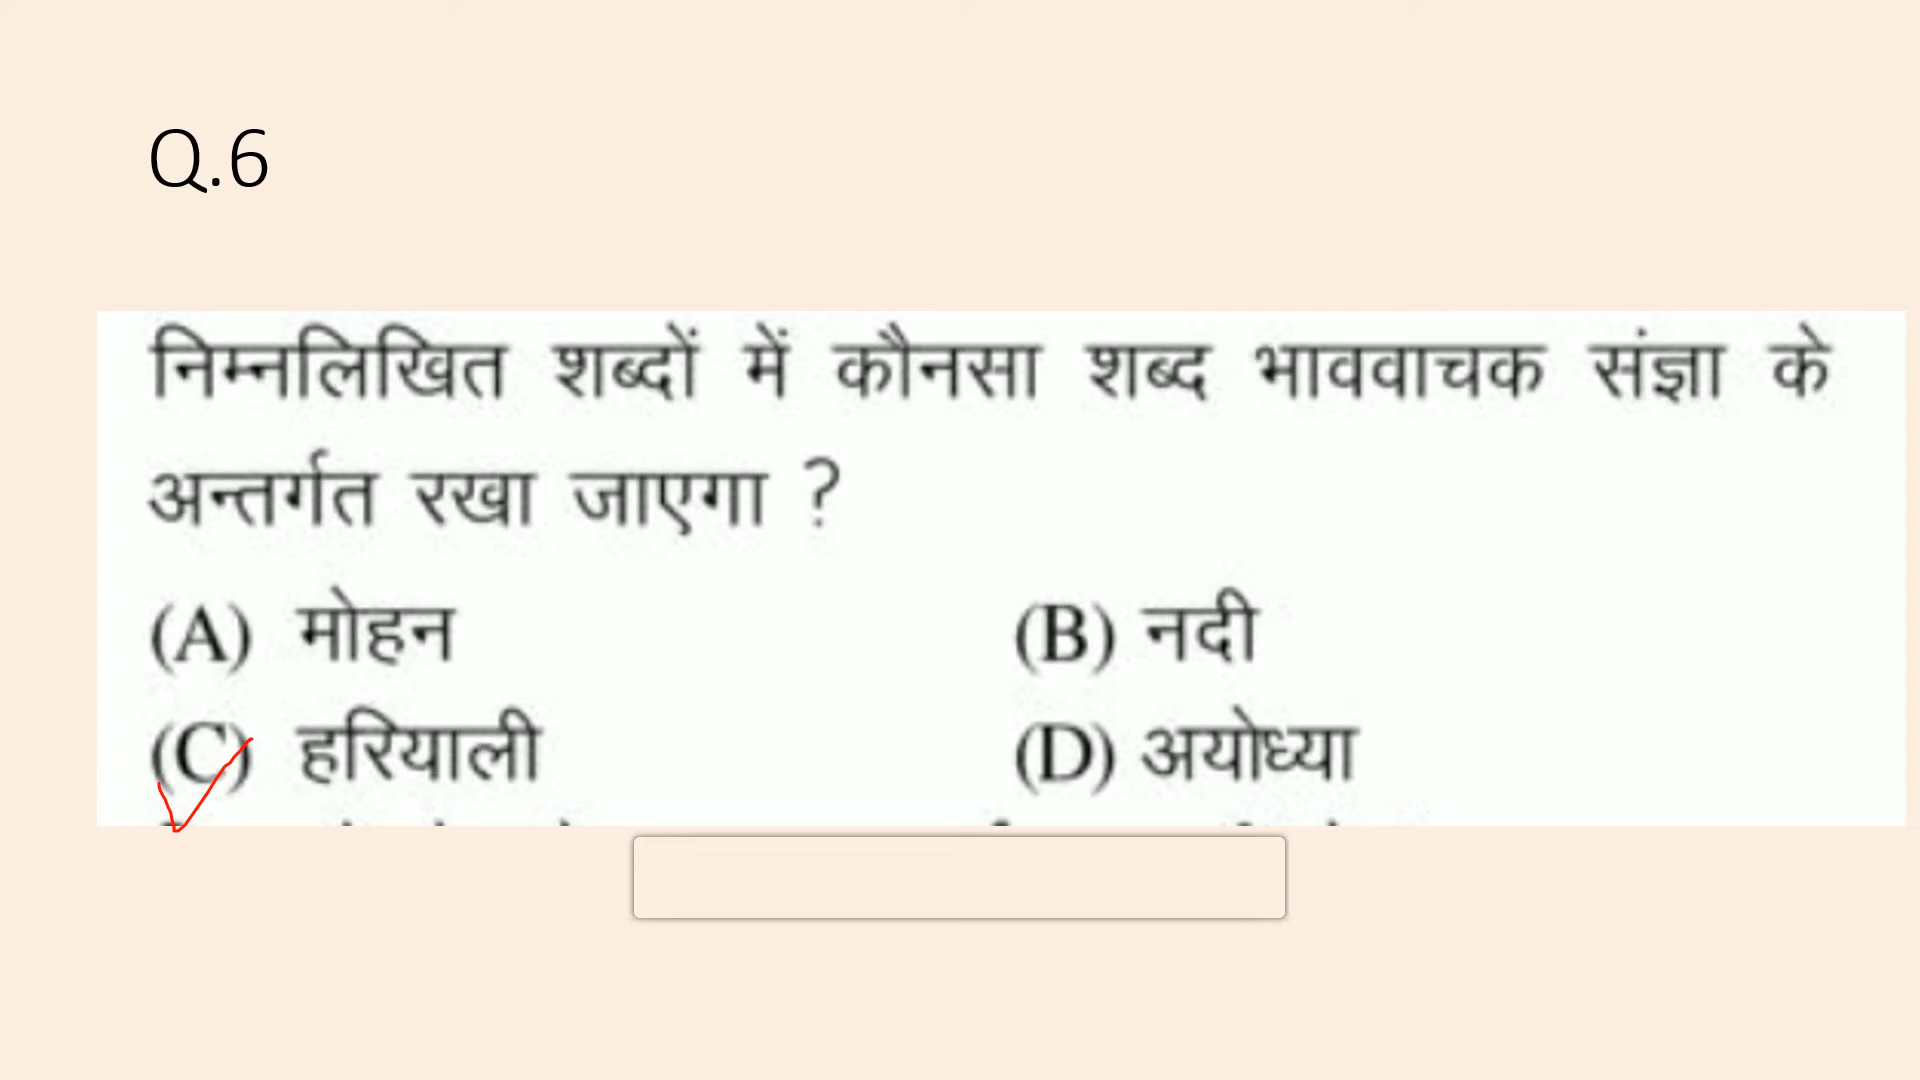 Q.6
निम्नलिखित शब्दों में कौनसा शब्द भाववाचक संज्ञा के
अन्तर्गत रखा जाएगा ?
(A) मोहन (B) नदी
(C) हरियाली (D) अयोध्या